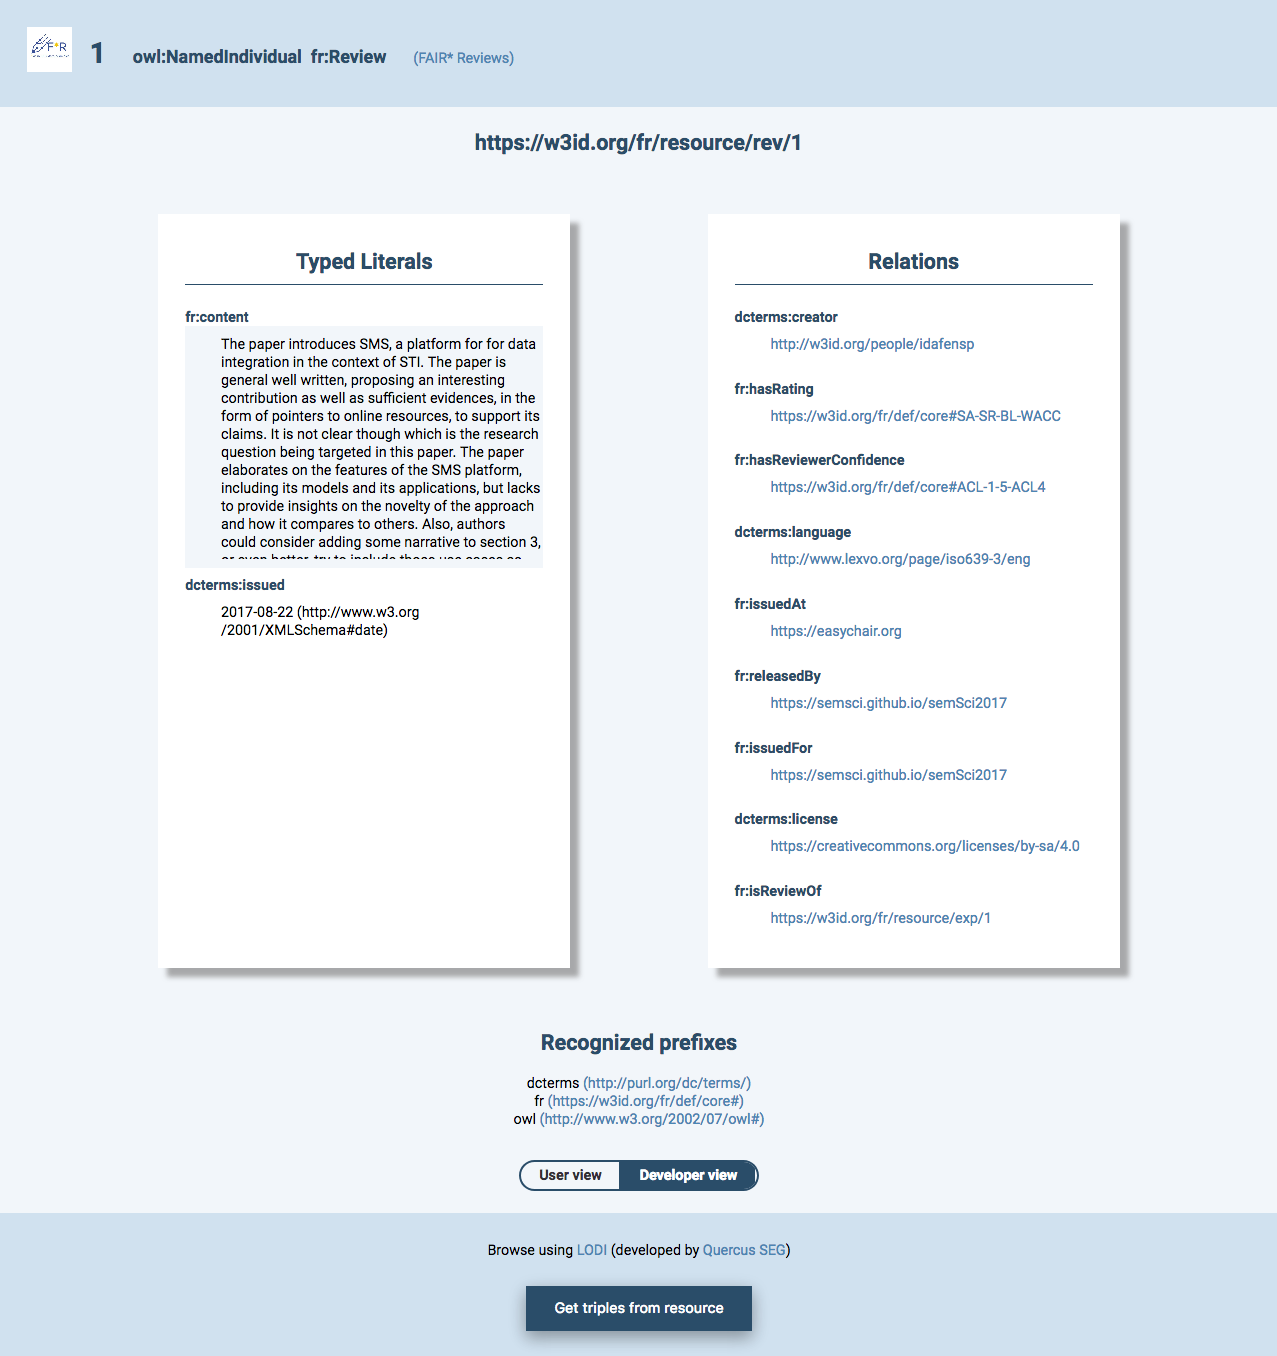 F*R
1 owl:NamedIndividual fr:Review (FAIR* Reviews)
https://w3id.org/fr/resource/rev/1
Typed Literals
fr:content
The paper introduces SMS, a platform for for data
integration in the context of STI. The paper is
general well written, proposing an interesting
contribution as well as sufficient evidences, in the
form of pointers to online resources, to support its
claims. It is not clear though which is the research
question being targeted in this paper. The paper
elaborates on the features of the SMS platform,
including its models and its applications, but lacks
to provide insights on the novelty of the approach
and how it compares to others. Also, authors
could consider adding some narrative to section 3,
or even better, try to include those use cases as
dcterms:issued
2017-08-22 (http://www.w3.org
/2001/XMLSchema#date)
Relations
dcterms:creator
http://w3id.org/people/idafensp
fr:hasRating
https://w3id.org/fr/def/core#SA-SR-BL-WACC
fr:hasReviewerConfidence
https://w3id.org/fr/def/core#ACL-1-5-ACL4
dcterms:language
http://www.lexvo.org/page/iso639-3/eng
fr:issuedAt
https://easychair.org
fr:releasedBy
https://semsci.github.io/semSci2017
fr:issuedFor
https://semsci.github.io/semSci2017
dcterms:license
https://creativecommons.org/licenses/by-sa/4.0
fr:isReviewOf
https://w3id.org/fr/resource/exp/1
Recognized prefixes
dcterms (http://purl.org/dc/terms/)
fr (https://w3id.org/fr/def/core#)
owl (http://www.w3.org/2002/07/owl#)
User view Developer view
Browse using LODI (developed by Quercus SEG)
Get triples from resource